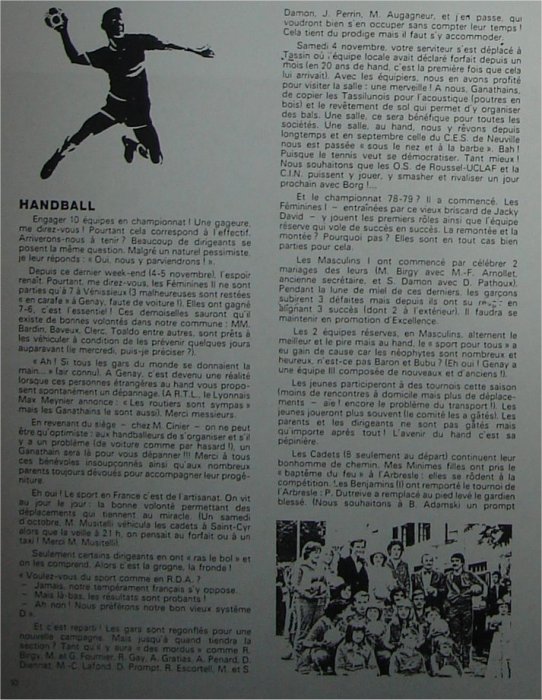 HANDBALL
Engager 10 équipes en championnat ! Une gageure,
me direz-vous ! Pourtant cela correspond à l'effectif.
Arriverons-nous à tenir ? Beaucoup de dirigeants se
posent la même question. Malgré un naturel pessimiste,
je leur réponds : « Oui, nous y parviendrons ! ».
Depuis ce dernier week-end (4-5 novembre), l'espoir
renaît. Pourtant, me direz-vous, les Féminines II ne sont
parties qu'à 7 à Vénissieux (3 malheureuses sont restées
« en carafe » à Genay, faute de voiture !). Elles ont gagné
7-6, c'est l'essentiel ! Ces demoiselles sauront qu'il
existe de bonnes volontés dans notre commune : MM.
Bardin, Boveux, Clerc, Toaldo entre autres, sont prêts à
les véhiculer à condition de les prévenir quelques jours
auparavant (le mercredi, puis-je préciser ?).
« Ah ! Si tous les gars du monde se donnaient la
main... » (air connu). A Genay, c'est devenu une réalité
lorsque ces personnes étrangères au hand vous propo-
sent spontanément un dépannage. (A R.T.L., le Lyonnais
Max Meynier annonce : « Les routiers sont sympas »
mais les Ganathains le sont aussi). Merci messieurs.
En revenant du siège – chez M. Cinier – on ne peut
être qu'optimiste : aux handballeurs de s'organiser et s'il
y a un problème (de voiture comme par hasard !), un
Ganathain sera là pour vous dépanner !!! Merci à tous
ces bénévoles insoupçonnés ainsi qu'aux nombreux
parents toujours dévoués pour accompagner leur progé-
niture.
Eh oui ! Le sport en France c'est de l'artisanat. On vit
au jour le jour : la bonne volonté permettant des
déplacements qui tiennent au miracle. (Un samedi
d'octobre, M. Musitelli véhicula les cadets à Saint-Cyr
alors que la veille à 21 h, on pensait au forfait ou à un
taxi ! Merci M. Musitelli).
Seulement certains dirigeants en ont « ras le bol » et
on les comprend. Alors c'est la grogne, la fronde !
« Voulez-vous du sport comme en R.D.A. ?
– Jamais, notre tempérament français s'y oppose.
– Mais là-bas, les résultats sont probants !
– Ah non ! Nous préférons notre bon vieux système
D ».
Et c'est reparti ! Les gars sont regonflés pour une
nouvelle campagne. Mais jusqu'à quand tiendra la
section ? Tant qu'il y aura « des mordus » comme R.
Birgy, M. et G. Fournier, R. Gay, A. Gratias, A. Penard, D.
Diennat, M.-C. Lafond, D. Prompt, R. Escortell, M. et S.
Damon, J. Perrin, M. Augagneur, et j'en passe, qui
voudront bien s'en occuper sans compter leur temps !
Cela tient du prodige mais il faut s'y accommoder.
Samedi 4 novembre, votre serviteur s'est déplacé à
Tassin où l'équipe locale avait déclaré forfait depuis un
mois (en 20 ans de hand, c'est la première fois que cela
lui arrivait). Avec les équipiers, nous en avons profité
pour visiter la salle : une merveille ! A nous, Ganathains,
de copier les Tassilunois pour l'acoustique (poutres en
bois) et le revêtement de sol qui permet d'y organiser
des bals. Une salle, ce sera bénéfique pour toutes les
sociétés. Une salle, au hand, nous y rêvons depuis
longtemps et en septembre celle du C.E.S. de Neuville
nous est passée « sous le nez et à la barbe ». Bah !
Puisque le tennis veut se démocratiser. Tant mieux !
Nous souhaitons que les O.S. de Roussel-UCLAF et la
C.I.N. puissent y jouer, y smasher et rivaliser un jour
prochain avec Borg !...
Et le championnat 78-79 ? Il a commencé. Les
Féminines I – entraînées par ce vieux briscard de Jacky
David – y jouent les premiers rôles ainsi que l'équipe
réserve qui vole de succès en succès. La remontée et la
montée ? Pourquoi pas ? Elles sont en tout cas bien
parties pour cela.
Les Masculins I ont commencé par célébrer 2
mariages des leurs (M. Birgy avec M.-F. Arnollet,
ancienne secrétaire, et S. Damon avec D. Pathoux).
Pendant la lune de miel de ces derniers, les garçons
subirent 3 défaites mais depuis ils ont su en
alignant 3 succès (dont 2 à l'extérieur). Il faudra se
maintenir en promotion d'Excellence.
Les 2 équipes réserves, en Masculins, alternent le
meilleur et le pire mais au hand, le « sport pour tous » a
eu gain de cause car les néophytes sont nombreux et
heureux, n'est-ce pas Baron et Bubu ? (Eh oui ! Genay a
une équipe III composée de nouveaux et d'anciens !).
Les jeunes participeront à des tournois cette saison
(moins de rencontres à domicile mais plus de déplace-
ments – aïe ! encore le problème du transport !). Les
jeunes joueront plus souvent (le comité les a gâtés). Les
parents et les dirigeants ne sont pas gâtés mais
qu'importe après tout ! L'avenir du hand c'est sa
pépinière.
Les Cadets (8 seulement au départ) continuent leur
bonhomme de chemin. Mes Minimes filles ont pris le
« baptême du feu » à l'Arbresle : elles se rôdent à la
compétition. Les Benjamins II ont remporté le tournoi de
l'Arbresle : P. Dutreive a remplacé au pied levé le gardien
blessé. (Nous souhaitons à B. Adamski un prompt